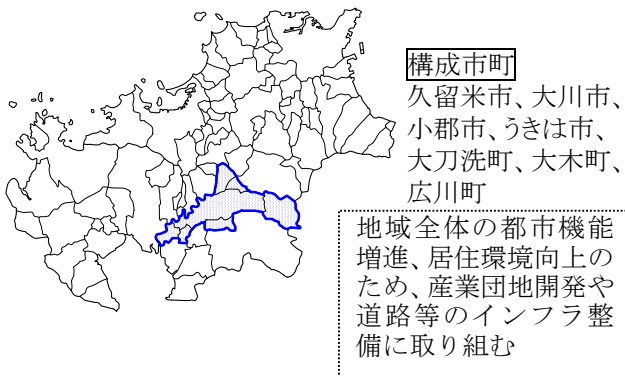 構成市町
久留米市、大川市、
小郡市、うきは市、
大刀洗町、大木町、
広川町
地域全体の都市機能
増進、居住環境向上の
ため、産業団地開発や
道路等のインフラ整
備に取り組む